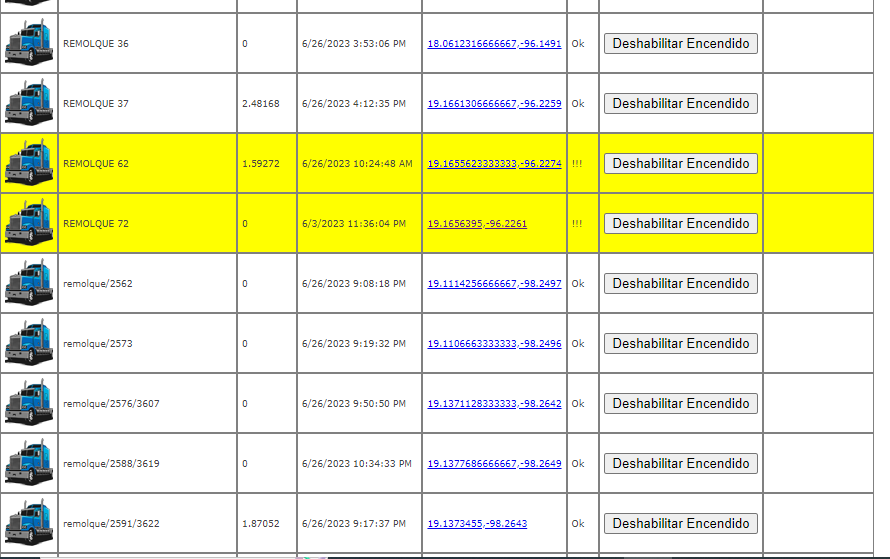 REMOLQUE 36 0 6/26/2023 3:53:06 PM 18.0612316666667,-96.1491 Ok Deshabilitar Encendido
REMOLQUE 37 2.48168 6/26/2023 4:12:35 PM 19.1661306666667,-96.2259 Ok Deshabilitar Encendido
REMOLQUE 62 1.59272 6/26/2023 10:24:48 AM 19.1655623333333,-96.2274 !!! Deshabilitar Encendido
REMOLQUE 72 0 6/3/2023 11:36:04 PM 19.1656395,-96.2261 !!! Deshabilitar Encendido
remolque/2562 0 6/26/2023 9:08:18 PM 19.1114256666667,-98.2497 Ok Deshabilitar Encendido
remolque/2573 0 6/26/2023 9:19:32 PM 19.1106663333333,-98.2496 Ok Deshabilitar Encendido
remolque/2576/3607 0 6/26/2023 9:50:50 PM 19.1371128333333,-98.2642 Ok Deshabilitar Encendido
remolque/2588/3619 0 6/26/2023 10:34:33 PM 19.1377686666667,-98.2649 Ok Deshabilitar Encendido
remolque/2591/3622 1.87052 6/26/2023 9:17:37 PM 19.1373455,-98.2643 Ok Deshabilitar Encendido